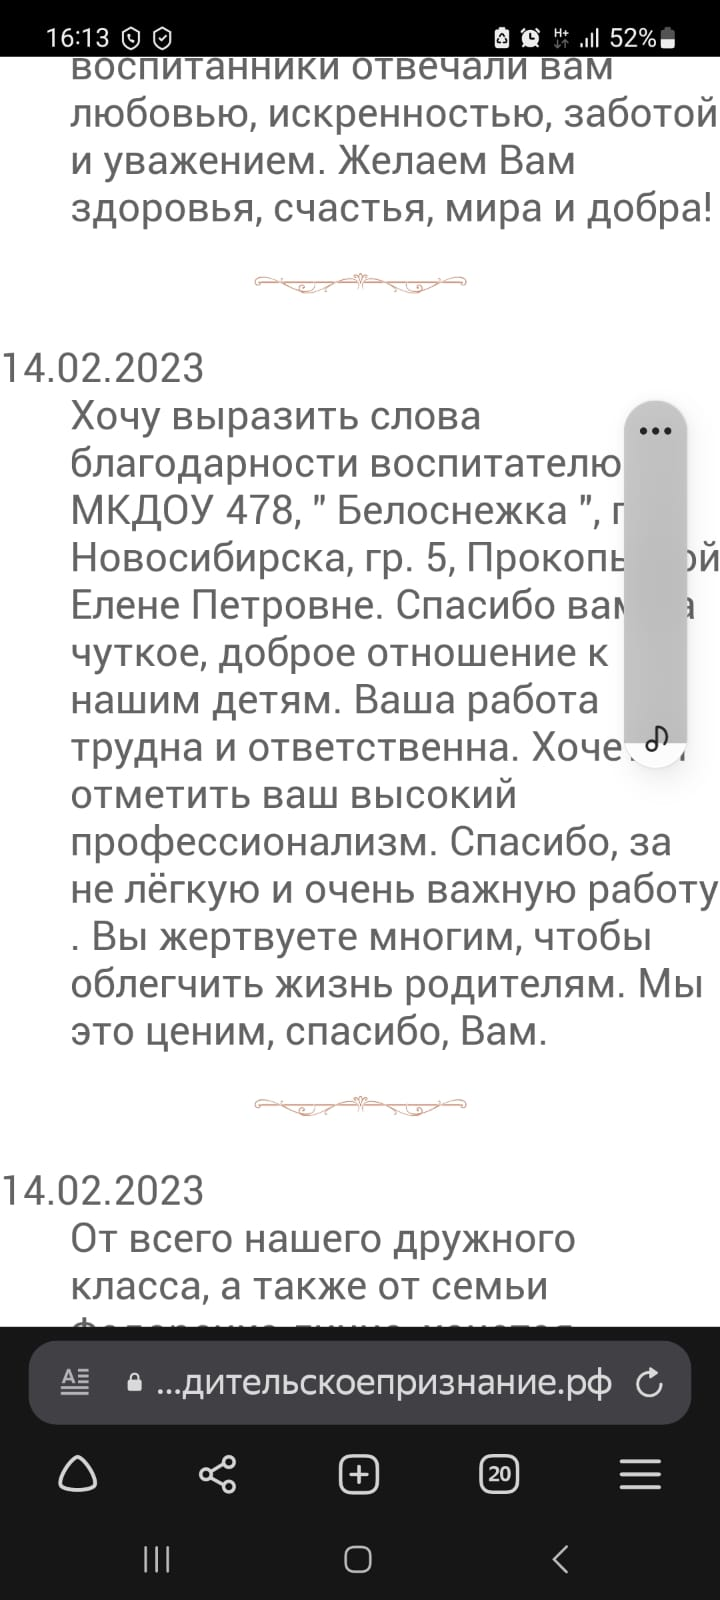 16:13 52%
воспитанники отвечали вам
любовью, искренностью, заботой
и уважением. Желаем Вам
здоровья, счастья, мира и добра!
14.02.2023
Хочу выразить слова
благодарности воспитателю
МКДОУ 478, " Белоснежка ",
Новосибирска, гр. 5,
Елене Петровне. Спасибо
чуткое, доброе отношение к
нашим детям. Ваша работа
трудна и ответственна.
отметить ваш высокий
профессионализм. Спасибо, за
не лёгкую и очень важную работу
. Вы жертвуете многим, чтобы
облегчить жизнь родителям. Мы
это ценим, спасибо, Вам.
14.02.2023
От всего нашего дружного
класса, а также от семьи
...дительскоепризнание.рф
20